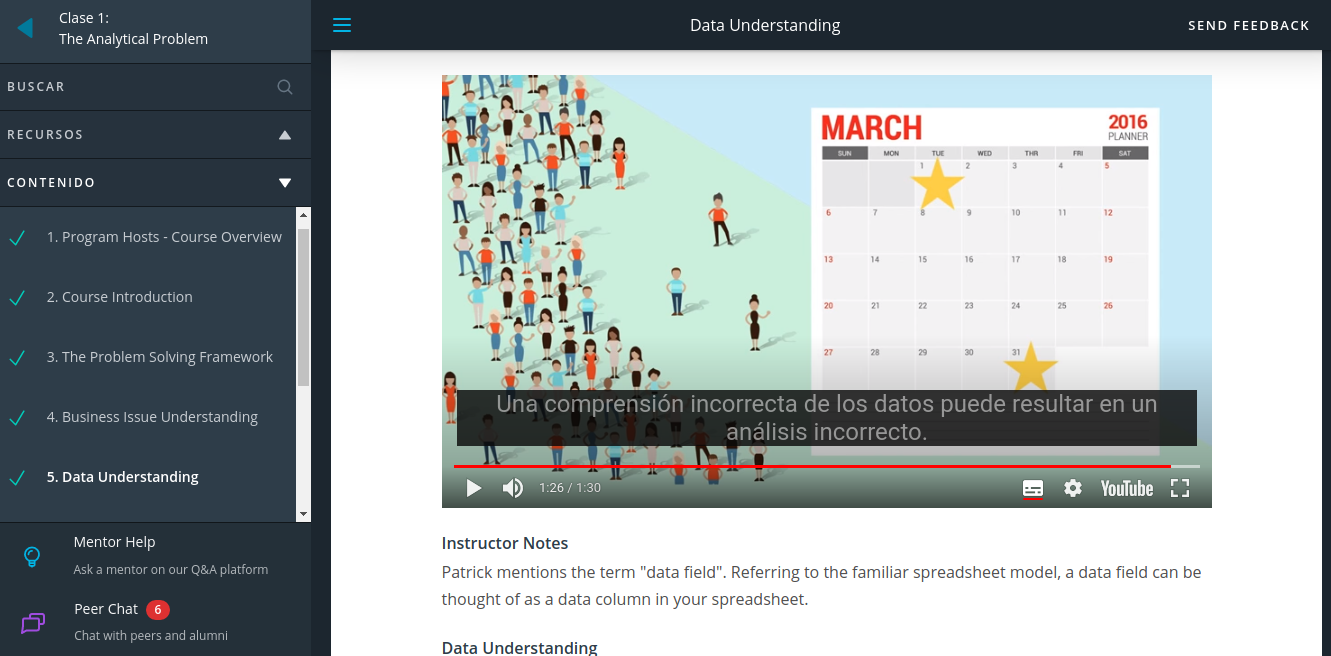 Clase 1:
The Analytical Problem
BUSCAR
RECURSOS
CONTENIDO
1. Program Hosts - Course Overview
2. Course Introduction
3. The Problem Solving Framework
4. Business Issue Understanding
5. Data Understanding
Mentor Help
Ask a mentor on our Q&A platform
Peer Chat 6
Chat with peers and alumni
Data Understanding
SEND FEEDBACK
MARCH 2016
PLANNER
SUN MON TUE WED THR FRI SAT
1 2 3 4 5
6 7 8 9 10 11 12
13 14 15 16 17 18 19
20 21 22 23 24 25 26
27 28 29 30 31
Una comprensión incorrecta de los datos puede resultar en un
análisis incorrecto.
1:26 / 1:30
YouTube
Instructor Notes
Patrick mentions the term "data field". Referring to the familiar spreadsheet model, a data field can be
thought of as a data column in your spreadsheet.
Data Understanding